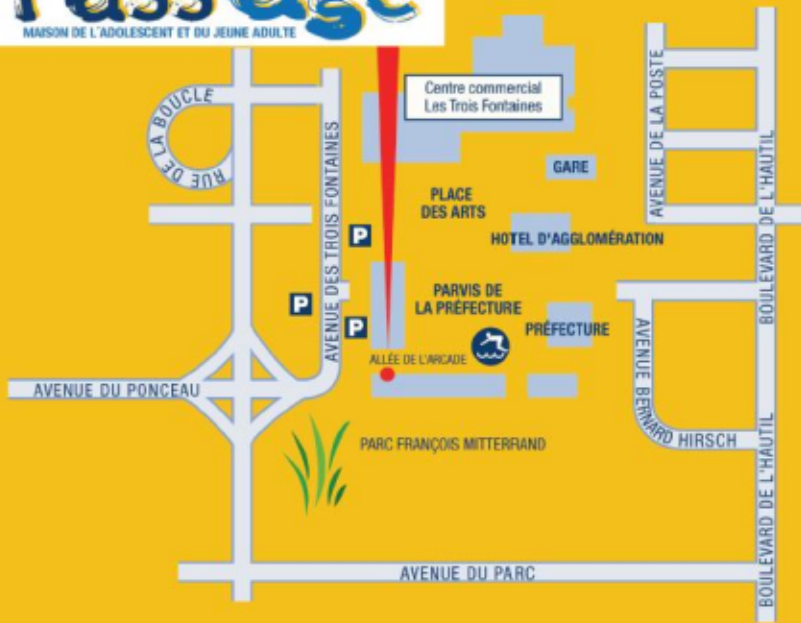 MAISON DE L'ADOLESCENT ET DU JEUNE ADULTE
RUE DE LA BOUCLE
AVENUE DES TROIS FONTAINES
Centre commercial
Les Trois Fontaines
AVENUE DE LA POSTE
BOULEVARD DE L'HAUTIL
GARE
PLACE
DES ARTS
P
HOTEL D'AGGLOMÉRATION
P
PARVIS DE
LA PRÉFECTURE
P
PRÉFECTURE
ALLÉE DE L'ARCADE
AVENUE DU PONCEAU
AVENUE BERNARD HIRSCH
PARC FRANÇOIS MITTERRAND
BOULEVARD DE L'HAUTIL
AVENUE DU PARC